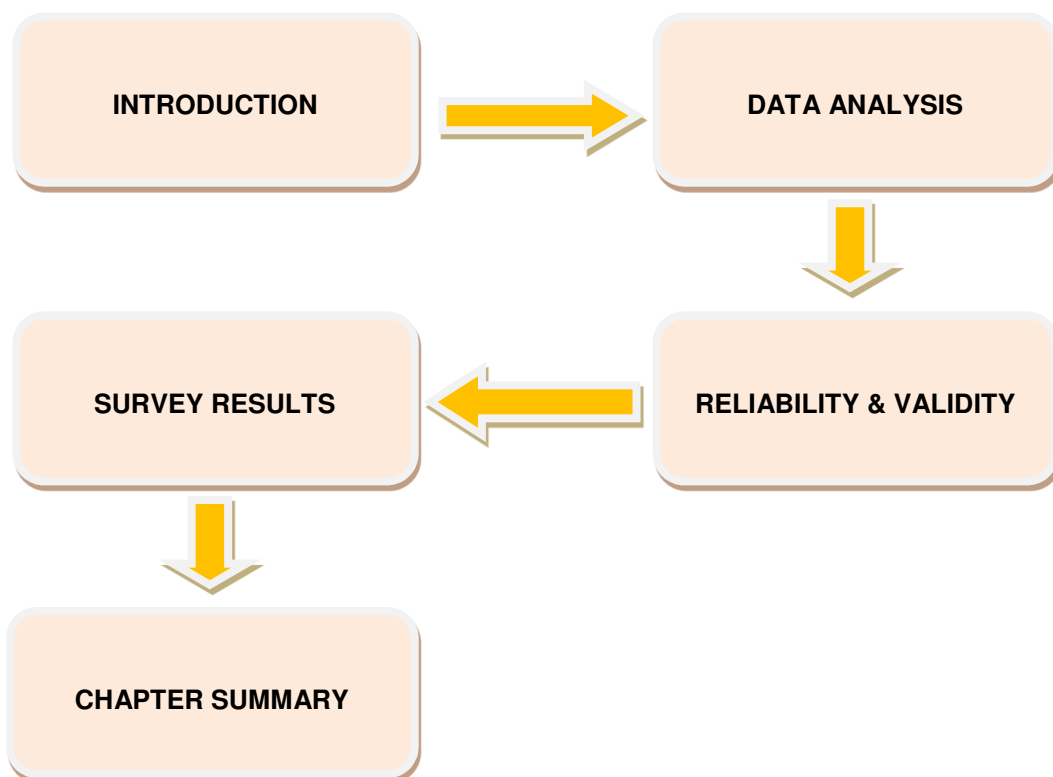 INTRODUCTION
DATA ANALYSIS
RELIABILITY & VALIDITY
SURVEY RESULTS
CHAPTER SUMMARY